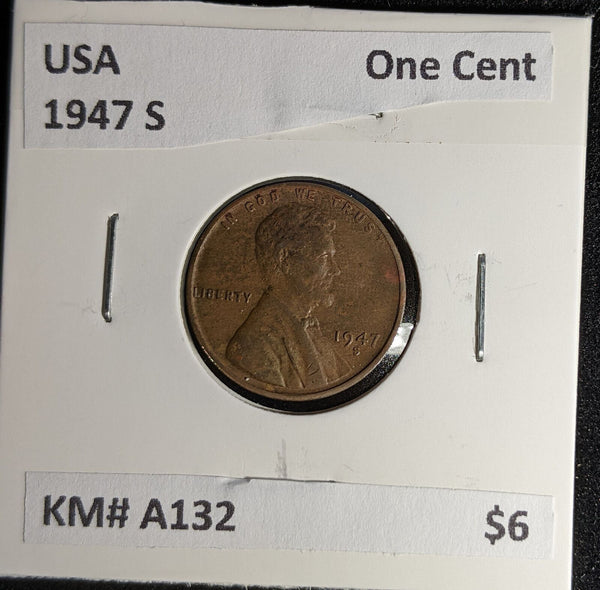 USA One Cent
1947 S
IN GOD WE TRUST
LIBERTY
1947
S
KM# A132 $6